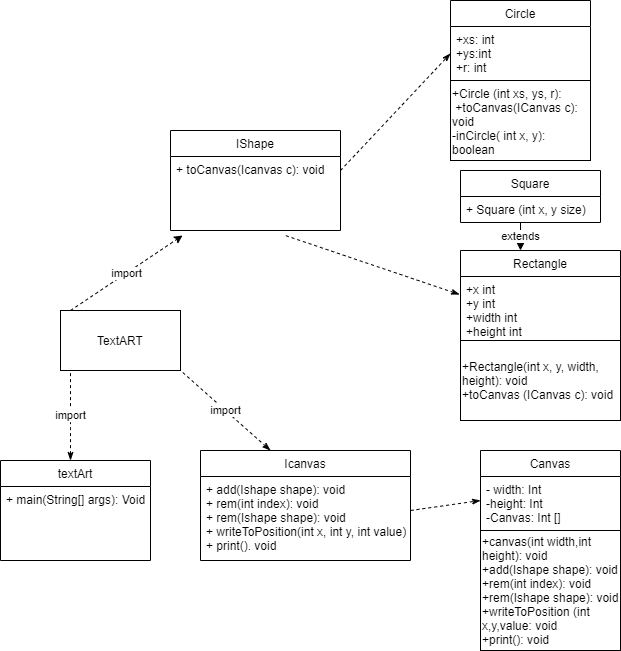 Circle
+xs: int
+ys:int
+r: int
+Circle (int xs, ys, r):
+toCanvas(ICanvas c):
void
-inCircle( int x, y):
boolean
IShape
+ toCanvas(Icanvas c): void
Square
+ Square (int x, y size)
extends
Rectangle
+x int
+y int
+width int
+height int
+Rectangle(int x, y, width,
height): void
+toCanvas (ICanvas c): void
import
TextART
import
import
textArt
+ main(String[] args): Void
Icanvas
+ add(Ishape shape): void
+ rem(int index): void
+ rem(Ishape shape): void
+ writeToPosition(int x, int y, int value)
+ print(). void
Canvas
- width: Int
-height: Int
-Canvas: Int []
+canvas(int width,int
height): void
+add(Ishape shape): void
+rem(int index): void
+rem(Ishape shape): void
+writeToPosition (int
x,y,value: void
+print(): void